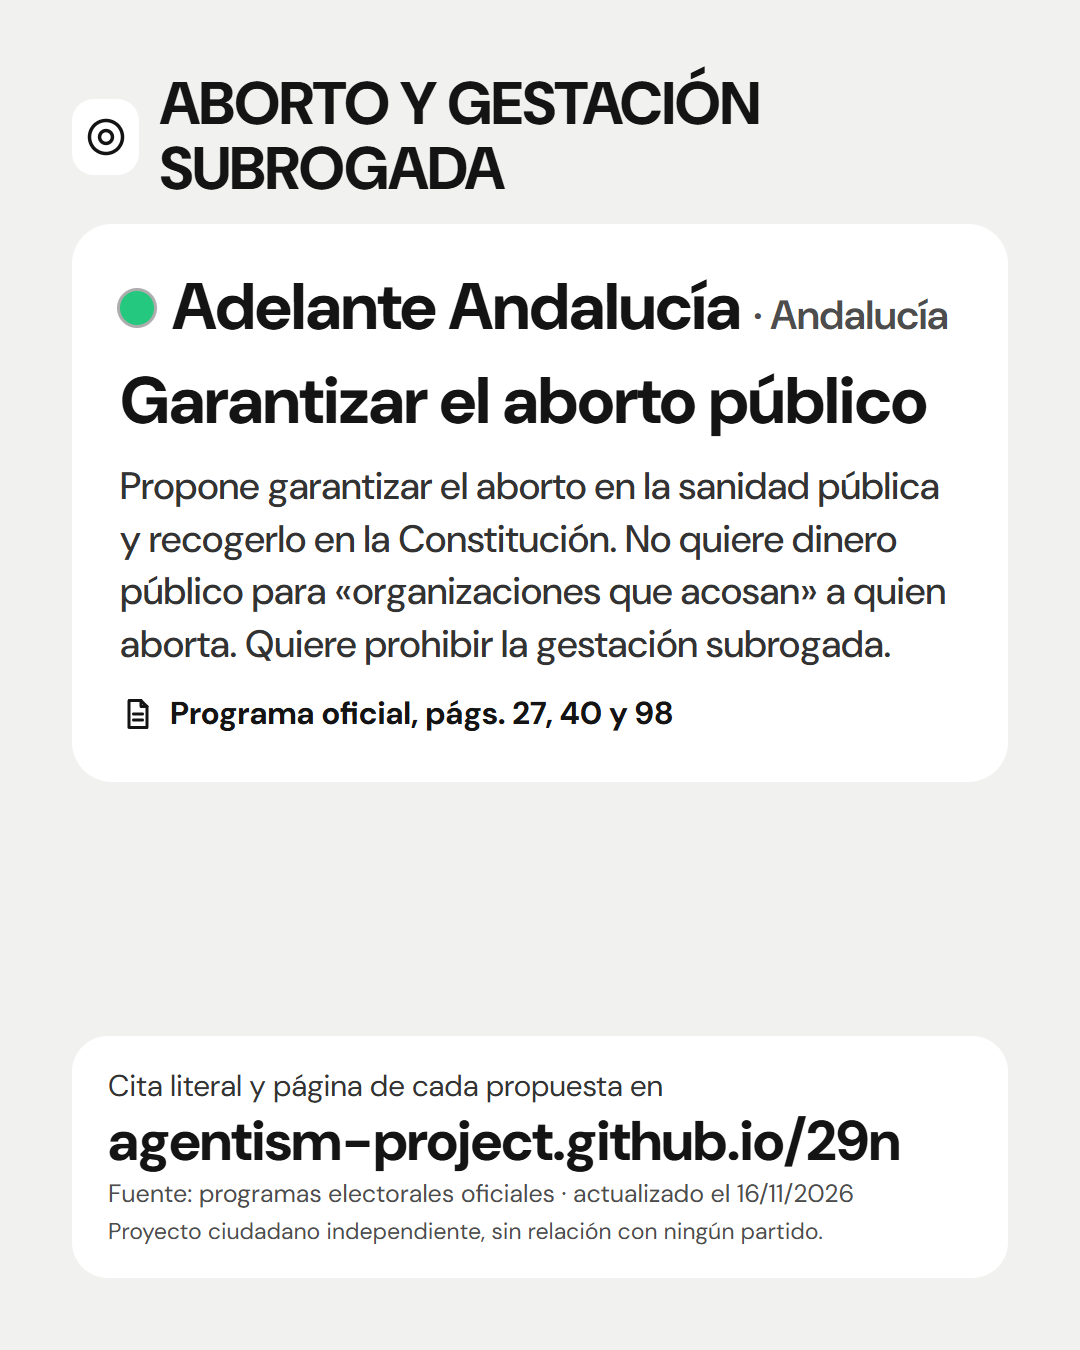 ABORTO Y GESTACIÓN
SUBROGADA
Adelante Andalucía · Andalucía
Garantizar el aborto público
Propone garantizar el aborto en la sanidad pública
y recogerlo en la Constitución. No quiere dinero
público para «organizaciones que acosan» a quien
aborta. Quiere prohibir la gestación subrogada.
Programa oficial, págs. 27, 40 y 98
Cita literal y página de cada propuesta en
agentism-project.github.io/29n
Fuente: programas electorales oficiales · actualizado el 16/11/2026
Proyecto ciudadano independiente, sin relación con ningún partido.